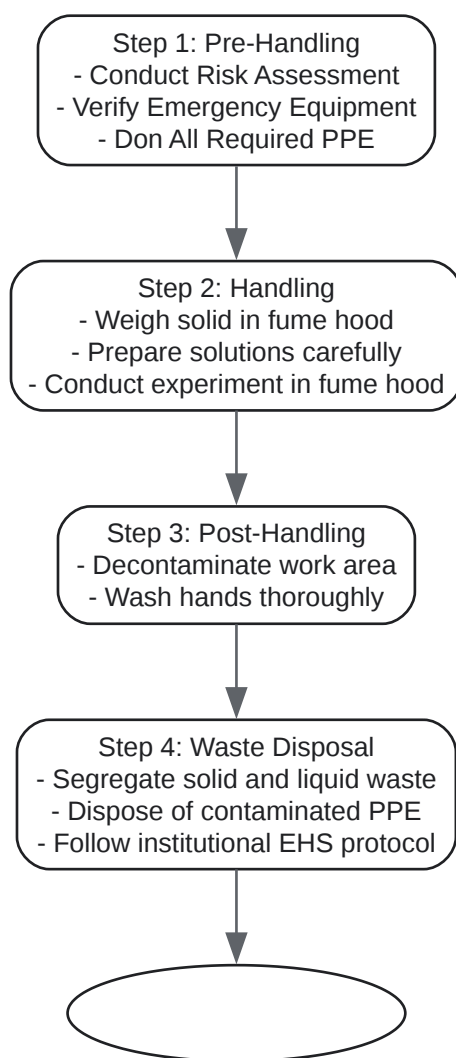 Step 1: Pre-Handling
- Conduct Risk Assessment
- Verify Emergency Equipment
- Don All Required PPE
Step 2: Handling
- Weigh solid in fume hood
- Prepare solutions carefully
- Conduct experiment in fume hood
Step 3: Post-Handling
- Decontaminate work area
- Wash hands thoroughly
Step 4: Waste Disposal
- Segregate solid and liquid waste
- Dispose of contaminated PPE
- Follow institutional EHS protocol